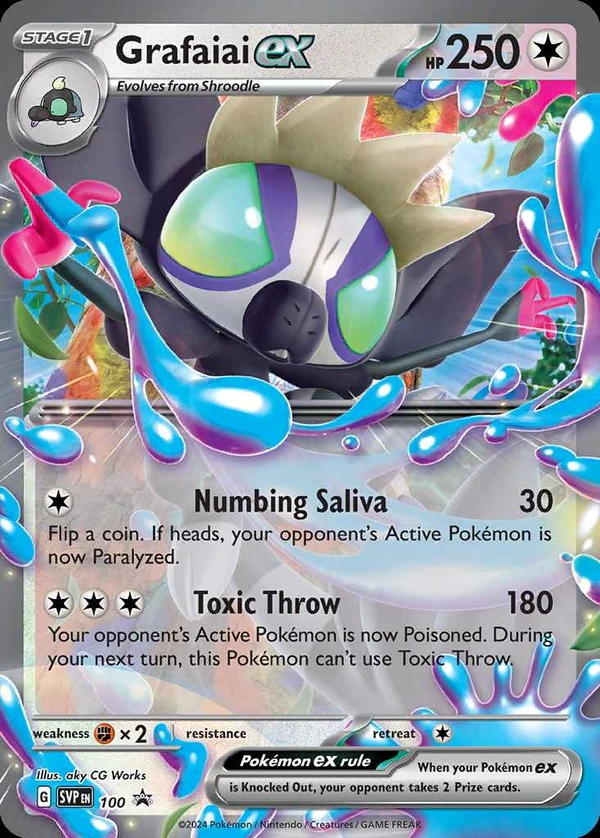 STAGE1
Grafaiai ex
HP 250
Evolves from Shroodle
Numbing Saliva 30
Flip a coin. If heads, your opponent's Active Pokémon is
now Paralyzed.
Toxic Throw 180
Your opponent's Active Pokémon is now Poisoned. During
your next turn, this Pokémon can't use Toxic Throw.
weakness ×2 resistance retreat
Illus. aky CG Works
G SVP EN 100
Pokémon ex rule When your Pokémon ex
is Knocked Out, your opponent takes 2 Prize cards.
©2024 Pokémon / Nintendo / Creatures / GAME FREAK